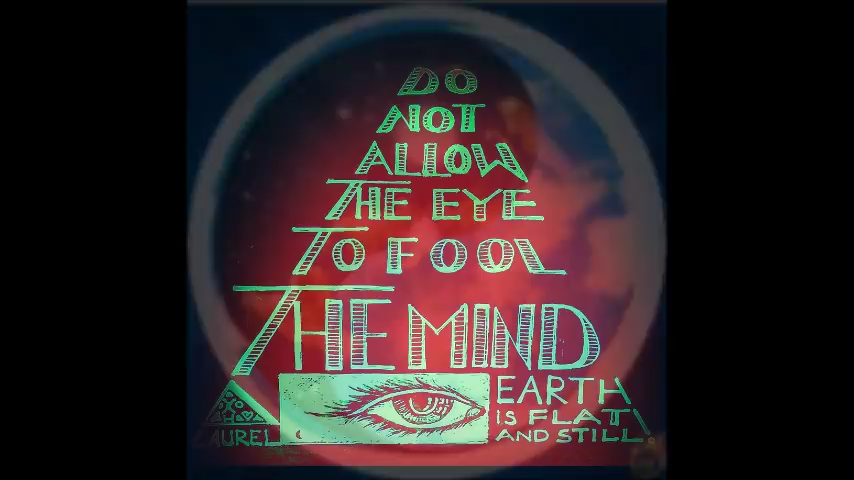 DO
NOT
ALLOW
THE EYE
TO FOOL
THE MIND
EARTH
IS FLAT
AND STILL
LAUREL